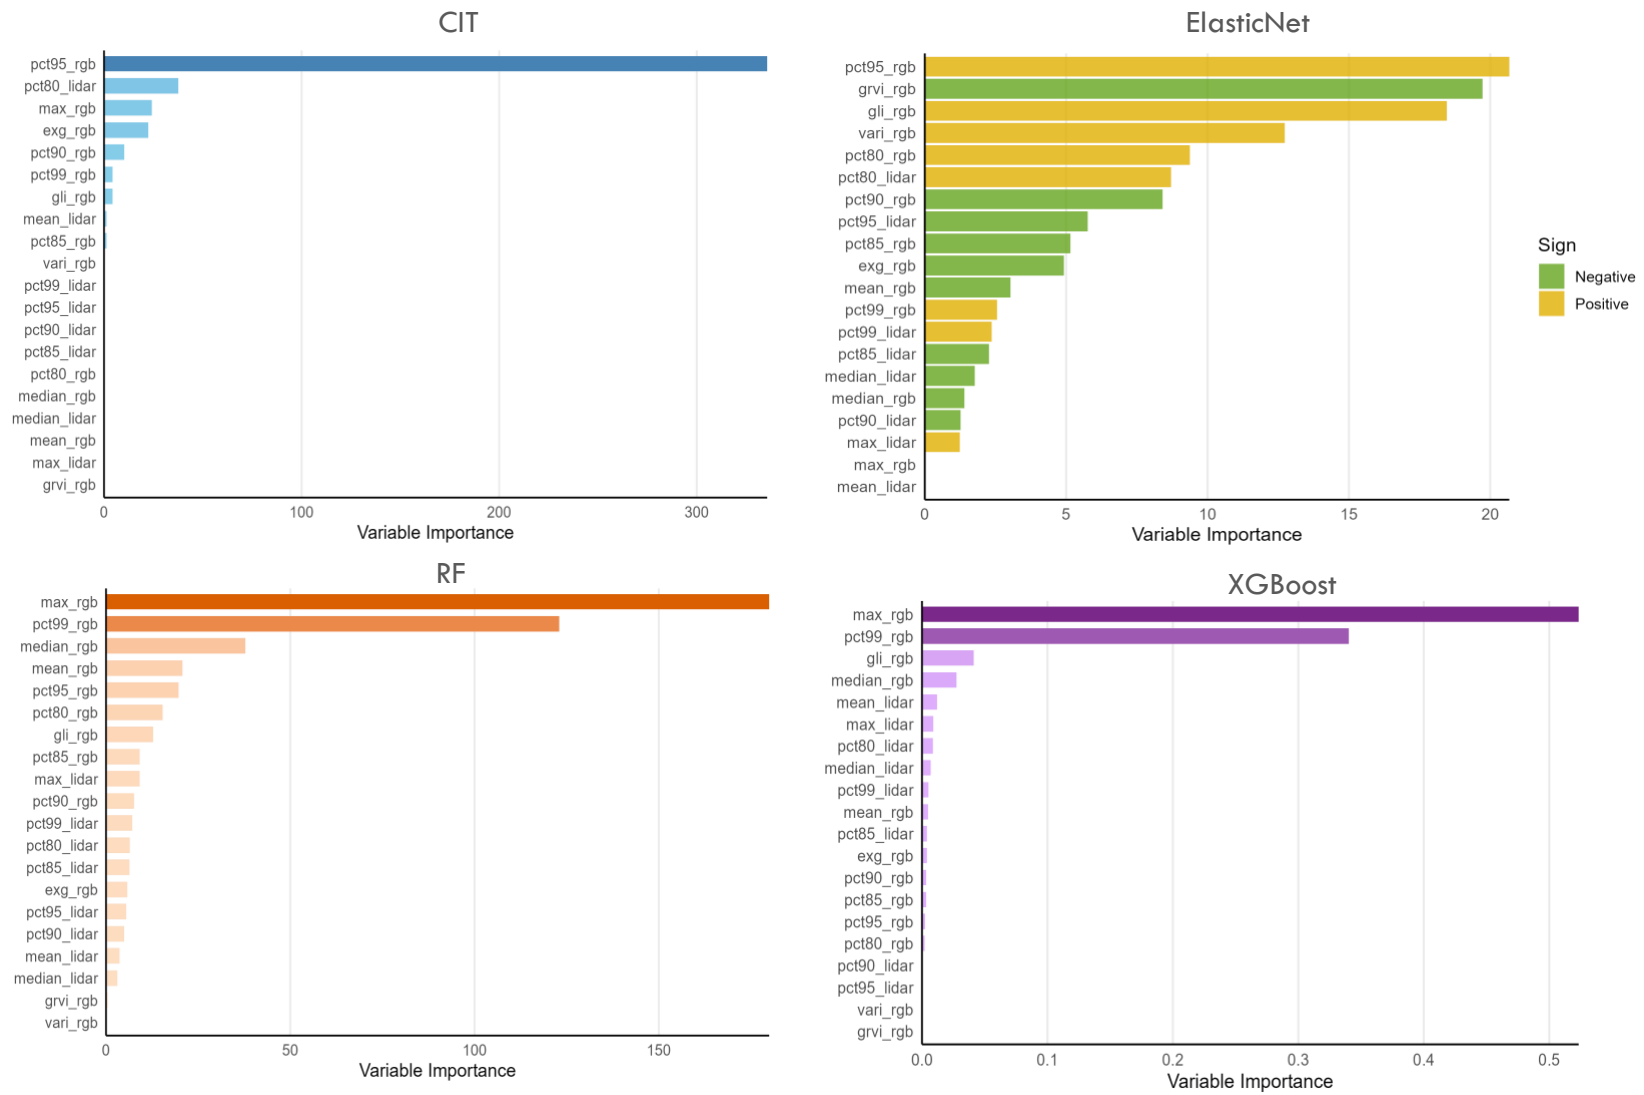 CIT
pct95_rgb
pct80_lidar
max_rgb
exg_rgb
pct90_rgb
pct99_rgb
gli_rgb
mean_lidar
pct85_rgb
vari_rgb
pct99_lidar
pct95_lidar
pct90_lidar
pct85_lidar
pct80_rgb
median_rgb
median_lidar
mean_rgb
max_lidar
grvi_rgb
0 100 200 300
Variable Importance
ElasticNet
pct95_rgb
grvi_rgb
gli_rgb
vari_rgb
pct80_rgb
pct80_lidar
pct90_rgb
pct95_lidar
pct85_rgb
exg_rgb
mean_rgb
pct99_rgb
pct99_lidar
pct85_lidar
median_lidar
median_rgb
pct90_lidar
max_lidar
max_rgb
mean_lidar
0 5 10 15 20
Variable Importance
Sign
Negative
Positive
RF
max_rgb
pct99_rgb
median_rgb
mean_rgb
pct95_rgb
pct80_rgb
gli_rgb
pct85_rgb
max_lidar
pct90_rgb
pct99_lidar
pct80_lidar
pct85_lidar
exg_rgb
pct95_lidar
pct90_lidar
mean_lidar
median_lidar
grvi_rgb
vari_rgb
0 50 100 150
Variable Importance
XGBoost
max_rgb
pct99_rgb
gli_rgb
median_rgb
mean_lidar
max_lidar
pct80_lidar
median_lidar
pct99_lidar
mean_rgb
pct85_lidar
exg_rgb
pct90_rgb
pct85_rgb
pct95_rgb
pct80_rgb
pct90_lidar
pct95_lidar
vari_rgb
grvi_rgb
0.0 0.1 0.2 0.3 0.4 0.5
Variable Importance